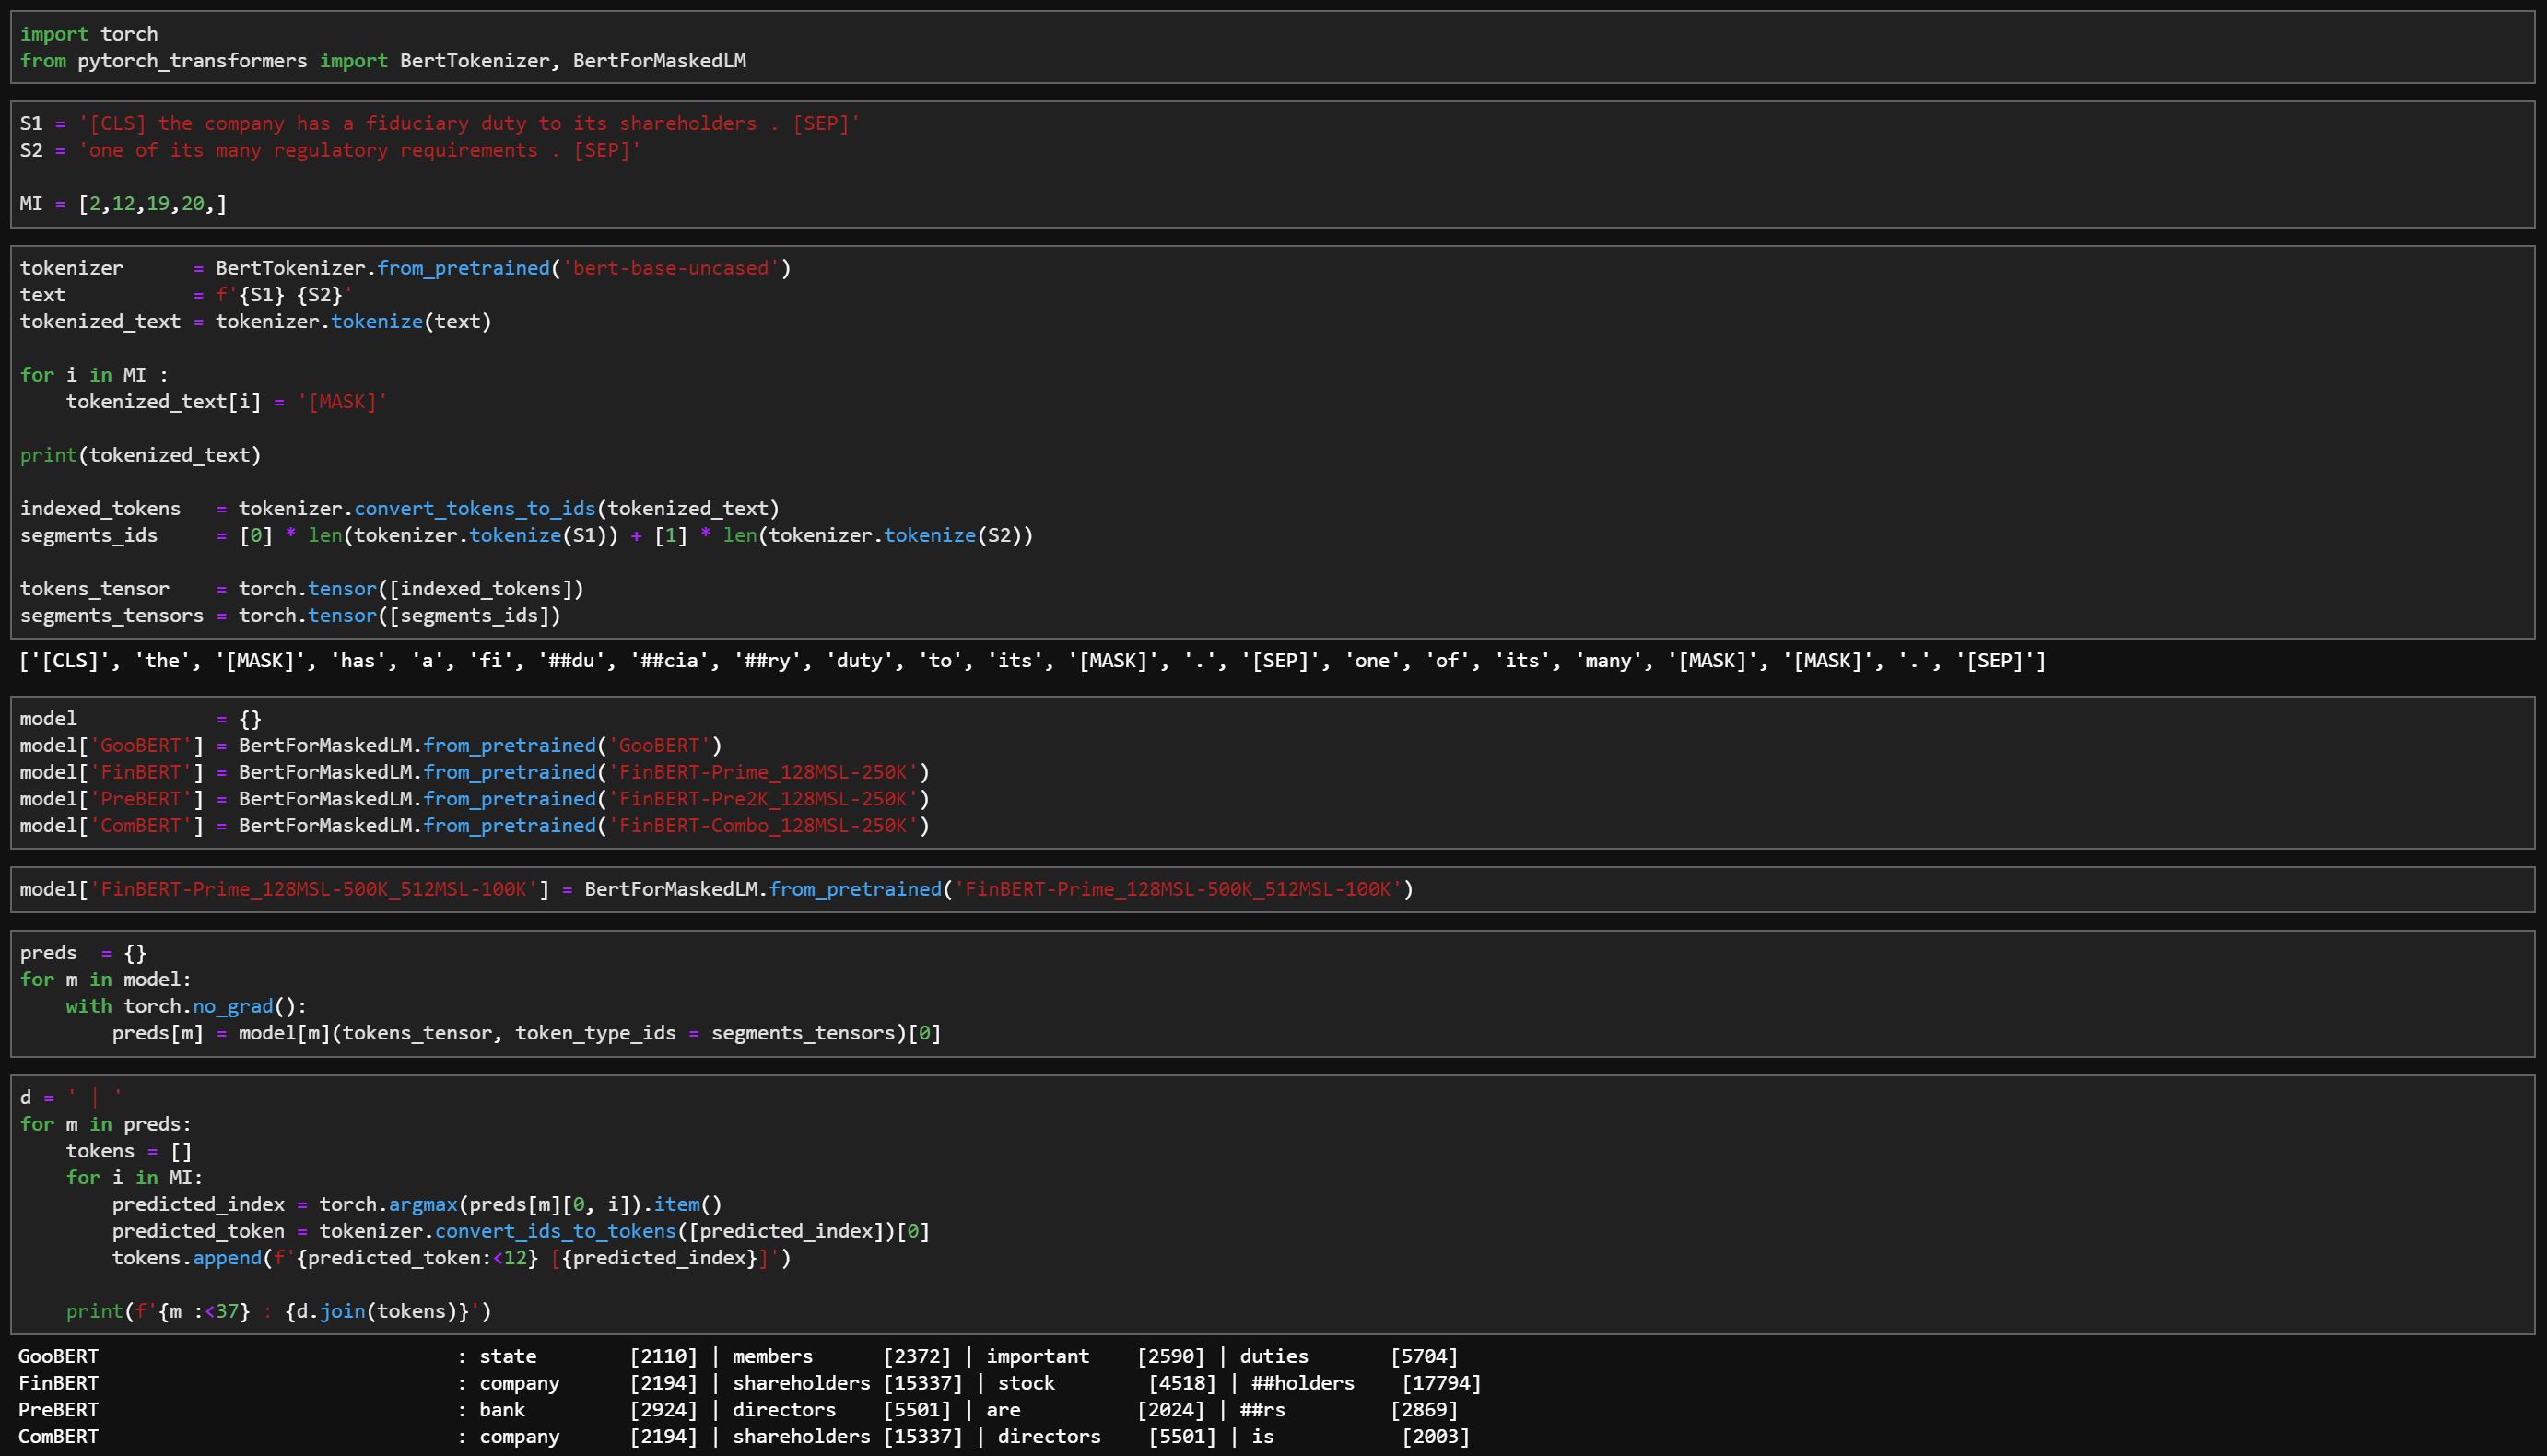 import torch
from pytorch_transformers import BertTokenizer, BertForMaskedLM
S1 = '[CLS] the company has a fiduciary duty to its shareholders . [SEP]'
S2 = 'one of its many regulatory requirements . [SEP]'
MI = [2,12,19,20,]
tokenizer      = BertTokenizer.from_pretrained('bert-base-uncased')
text           = f'{S1} {S2}'
tokenized_text = tokenizer.tokenize(text)
for i in MI :
    tokenized_text[i] = '[MASK]'
print(tokenized_text)
indexed_tokens   = tokenizer.convert_tokens_to_ids(tokenized_text)
segments_ids     = [0] * len(tokenizer.tokenize(S1)) + [1] * len(tokenizer.tokenize(S2))
tokens_tensor    = torch.tensor([indexed_tokens])
segments_tensors = torch.tensor([segments_ids])
['[CLS]', 'the', '[MASK]', 'has', 'a', 'fi', '##du', '##cia', '##ry', 'duty', 'to', 'its', '[MASK]', '.', '[SEP]', 'one', 'of', 'its', 'many', '[MASK]', '[MASK]', '.', '[SEP]']
model            = {}
model['GooBERT'] = BertForMaskedLM.from_pretrained('GooBERT')
model['FinBERT'] = BertForMaskedLM.from_pretrained('FinBERT-Prime_128MSL-250K')
model['PreBERT'] = BertForMaskedLM.from_pretrained('FinBERT-Pre2K_128MSL-250K')
model['ComBERT'] = BertForMaskedLM.from_pretrained('FinBERT-Combo_128MSL-250K')
model['FinBERT-Prime_128MSL-500K_512MSL-100K'] = BertForMaskedLM.from_pretrained('FinBERT-Prime_128MSL-500K_512MSL-100K')
preds  = {}
for m in model:
    with torch.no_grad():
        preds[m] = model[m](tokens_tensor, token_type_ids = segments_tensors)[0]
d = ' | '
for m in preds:
    tokens = []
    for i in MI:
        predicted_index = torch.argmax(preds[m][0, i]).item()
        predicted_token = tokenizer.convert_ids_to_tokens([predicted_index])[0]
        tokens.append(f'{predicted_token:<12} [{predicted_index}]')
    print(f'{m :<37} : {d.join(tokens)}')
GooBERT                               : state        [2110] | members      [2372] | important    [2590] | duties       [5704]
FinBERT                               : company      [2194] | shareholders [15337] | stock        [4518] | ##holders    [17794]
PreBERT                               : bank         [2924] | directors    [5501] | are          [2024] | ##rs         [2869]
ComBERT                               : company      [2194] | shareholders [15337] | directors    [5501] | is           [2003]